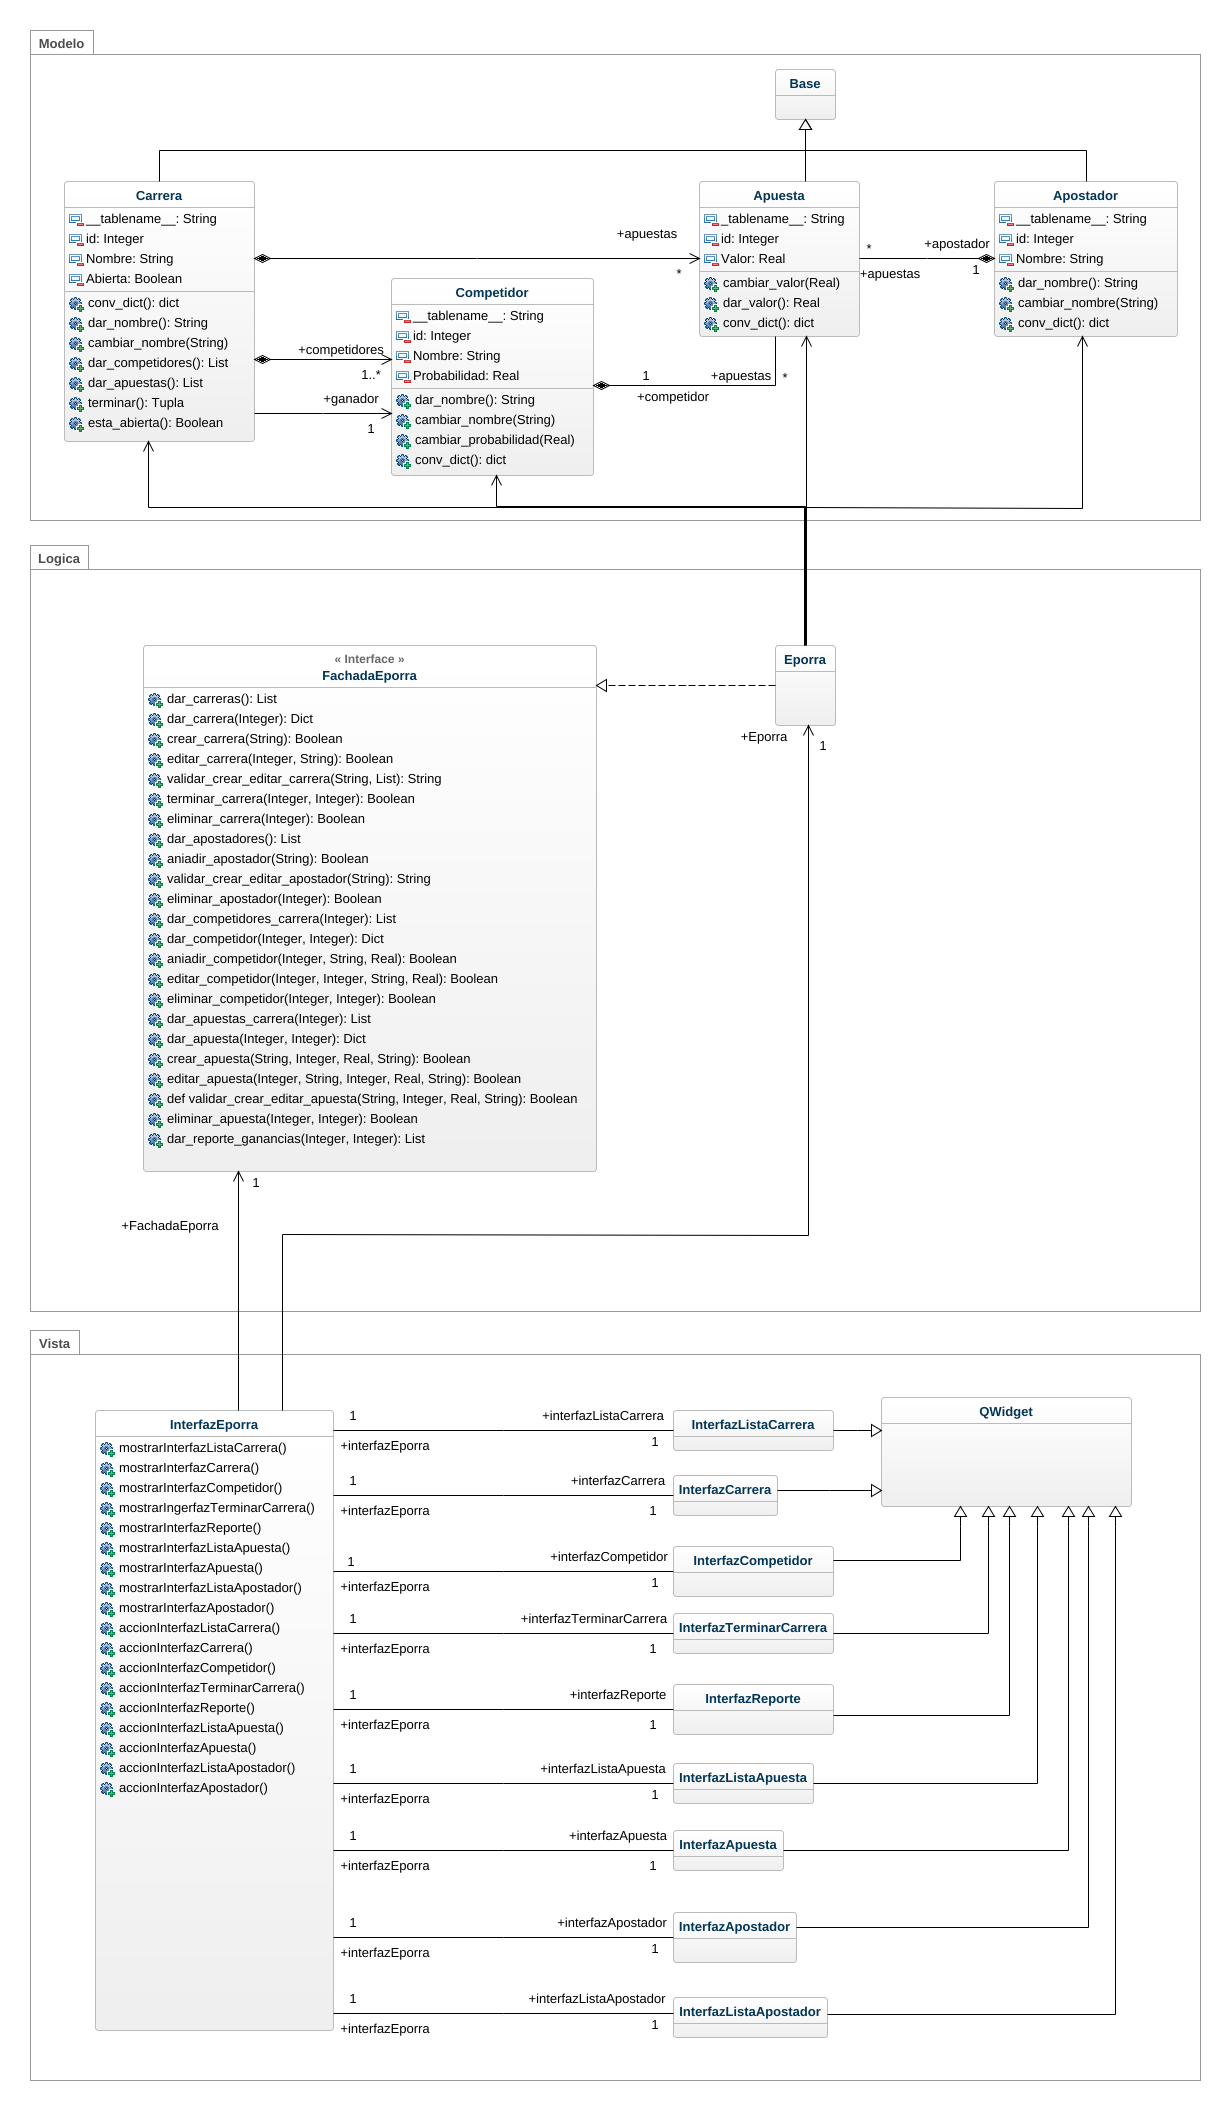 Modelo
Base
Carrera
__tablename__: String
id: Integer
Nombre: String
Abierta: Boolean
conv_dict(): dict
dar_nombre(): String
cambiar_nombre(String)
dar_competidores(): List
dar_apuestas(): List
terminar(): Tupla
esta_abierta(): Boolean
+apuestas
*
+competidores
1..*
+ganador
1
Competidor
__tablename__: String
id: Integer
Nombre: String
Probabilidad: Real
dar_nombre(): String
cambiar_nombre(String)
cambiar_probabilidad(Real)
conv_dict(): dict
1
+competidor
+apuestas
*
Apuesta
_tablename__: String
id: Integer
Valor: Real
cambiar_valor(Real)
dar_valor(): Real
conv_dict(): dict
*
+apuestas
+apostador
1
Apostador
__tablename__: String
id: Integer
Nombre: String
dar_nombre(): String
cambiar_nombre(String)
conv_dict(): dict
Logica
« Interface »
FachadaEporra
dar_carreras(): List
dar_carrera(Integer): Dict
crear_carrera(String): Boolean
editar_carrera(Integer, String): Boolean
validar_crear_editar_carrera(String, List): String
terminar_carrera(Integer, Integer): Boolean
eliminar_carrera(Integer): Boolean
dar_apostadores(): List
aniadir_apostador(String): Boolean
validar_crear_editar_apostador(String): String
eliminar_apostador(Integer): Boolean
dar_competidores_carrera(Integer): List
dar_competidor(Integer, Integer): Dict
aniadir_competidor(Integer, String, Real): Boolean
editar_competidor(Integer, Integer, String, Real): Boolean
eliminar_competidor(Integer, Integer): Boolean
dar_apuestas_carrera(Integer): List
dar_apuesta(Integer, Integer): Dict
crear_apuesta(String, Integer, Real, String): Boolean
editar_apuesta(Integer, String, Integer, Real, String): Boolean
def validar_crear_editar_apuesta(String, Integer, Real, String): Boolean
eliminar_apuesta(Integer, Integer): Boolean
dar_reporte_ganancias(Integer, Integer): List
Eporra
+Eporra
1
1
+FachadaEporra
Vista
InterfazEporra
mostrarInterfazListaCarrera()
mostrarInterfazCarrera()
mostrarInterfazCompetidor()
mostrarIngerfazTerminarCarrera()
mostrarInterfazReporte()
mostrarInterfazListaApuesta()
mostrarInterfazApuesta()
mostrarInterfazListaApostador()
mostrarInterfazApostador()
accionInterfazListaCarrera()
accionInterfazCarrera()
accionInterfazCompetidor()
accionInterfazTerminarCarrera()
accionInterfazReporte()
accionInterfazListaApuesta()
accionInterfazApuesta()
accionInterfazListaApostador()
accionInterfazApostador()
1
+interfazEporra
+interfazListaCarrera
1
InterfazListaCarrera
QWidget
1
+interfazEporra
+interfazCarrera
1
InterfazCarrera
1
+interfazEporra
+interfazCompetidor
1
InterfazCompetidor
1
+interfazEporra
+interfazTerminarCarrera
1
InterfazTerminarCarrera
1
+interfazEporra
+interfazReporte
1
InterfazReporte
1
+interfazEporra
+interfazListaApuesta
1
InterfazListaApuesta
1
+interfazEporra
+interfazApuesta
1
InterfazApuesta
1
+interfazEporra
+interfazApostador
1
InterfazApostador
1
+interfazEporra
+interfazListaApostador
1
InterfazListaApostador